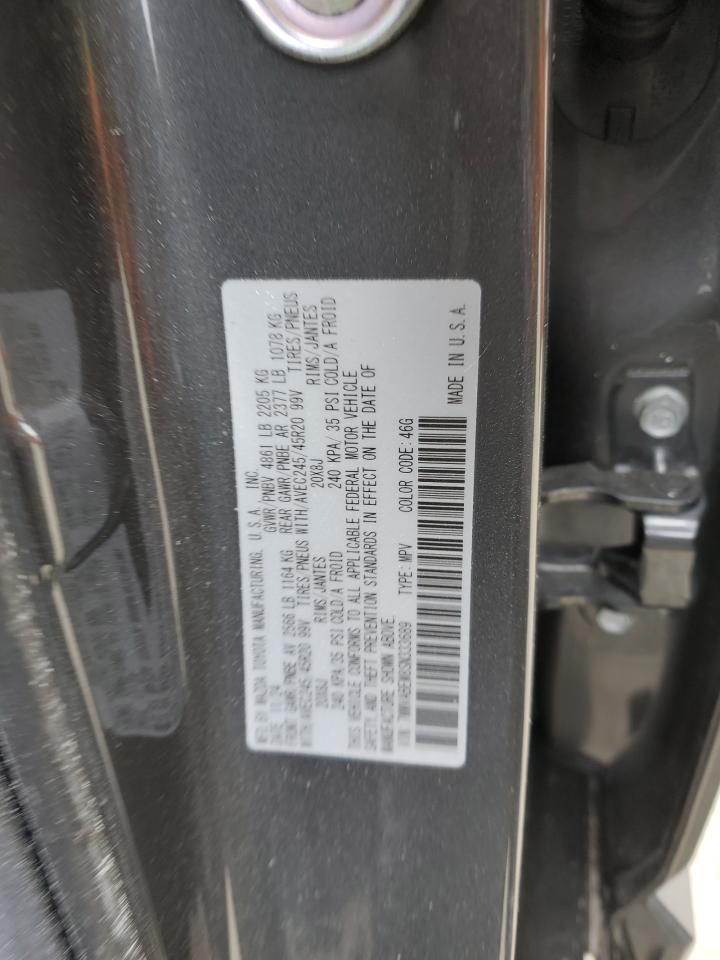 MFG. BY MAZDA TOYOTA MANUFACTURING, U.S.A., INC.
DATE: 11 24 GVWR/PNBV 4861 LB 2205 KG
FRONT GAWR/PNBE AV 2566 LB 1164 KG REAR GAWR/PNBE AR 2377 LB 1078 KG
WITH/AVEC245/45R20 99V TIRES/PNEUS WITH/AVEC245/45R20 99V TIRES/PNEUS
20X8J RIMS/JANTES 20X8J RIMS/JANTES
240 KPA/35 PSI COLD/A FROID 240 KPA/ 35 PSI COLD/A FROID
THIS VEHICLE CONFORMS TO ALL APPLICABLE FEDERAL MOTOR VEHICLE
SAFETY, AND THEFT PREVENTION STANDARDS IN EFFECT ON THE DATE OF
MANUFACTURE SHOWN ABOVE.
VIN: TYPE: MPV COLOR CODE: 46G
MADE IN U.S.A.